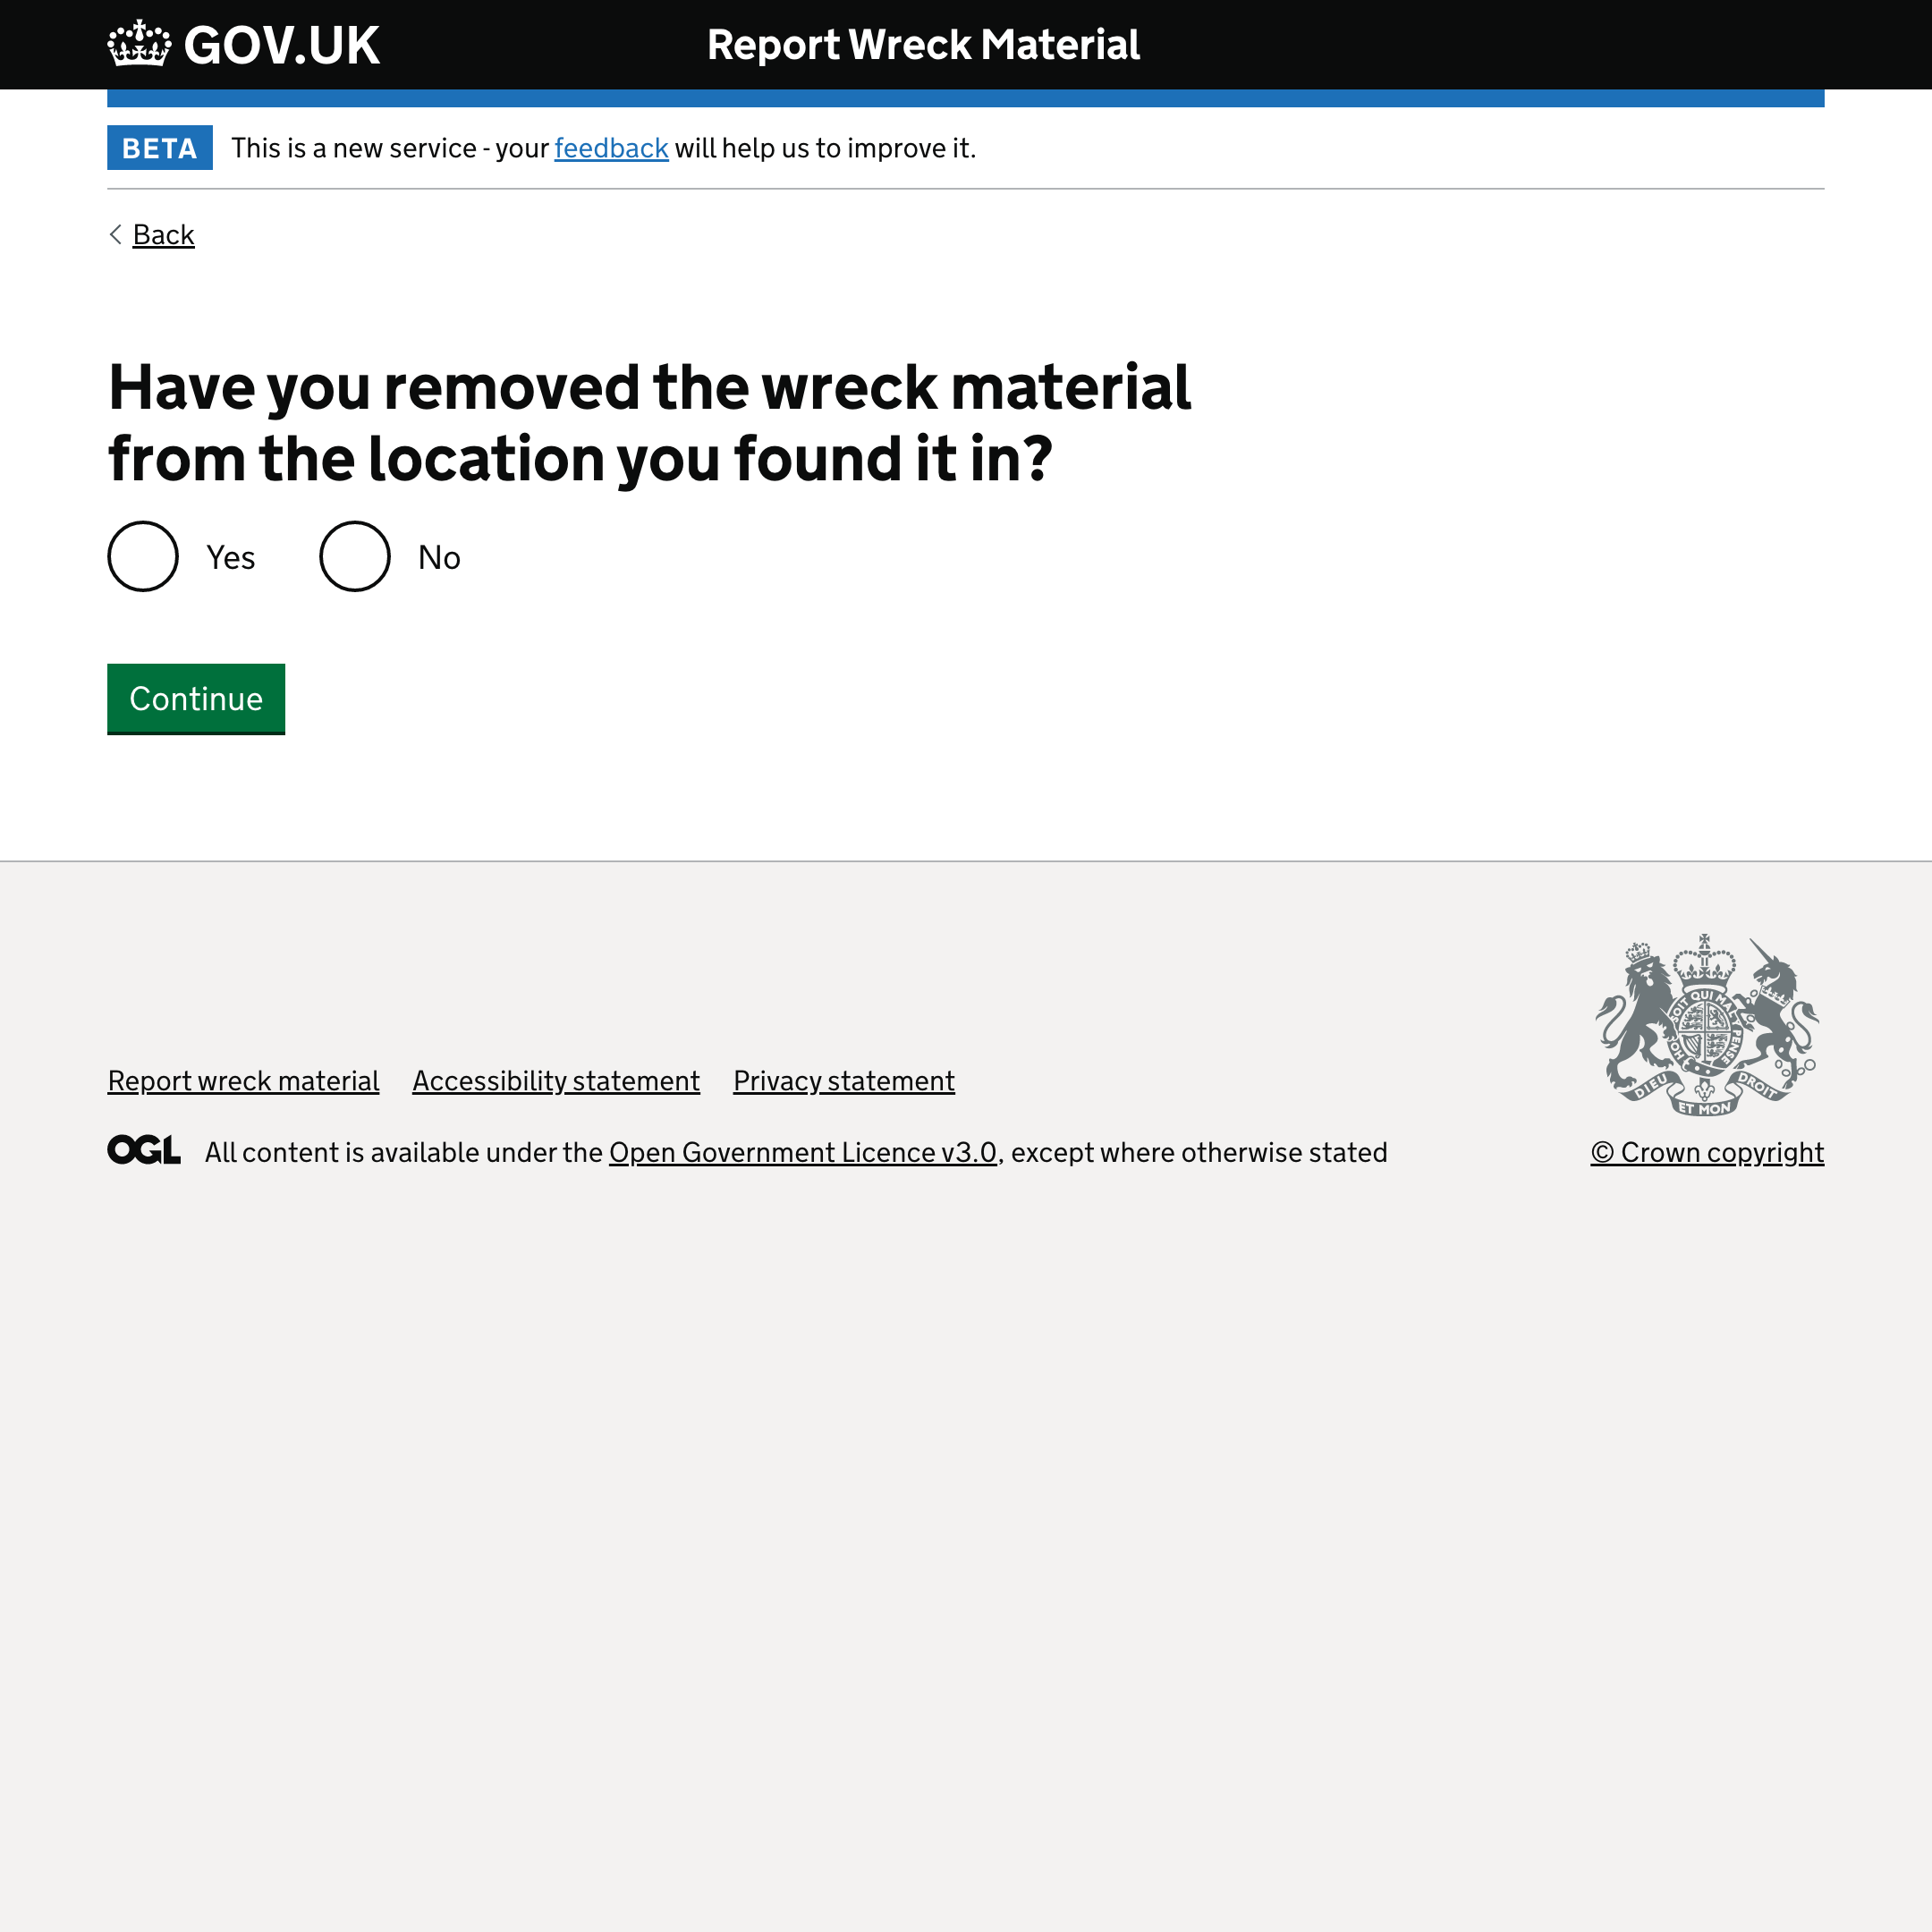 GOV.UK
Report Wreck Material
BETA
This is a new service - your feedback will help us to improve it.
Back
Have you removed the wreck material
from the location you found it in?
Yes
No
Continue
Report wreck material
Accessibility statement
Privacy statement
OGL
All content is available under the Open Government Licence v3.0, except where otherwise stated
HONI SOIT QUI MAL Y PENSE
DIEU ET MON DROIT
© Crown copyright